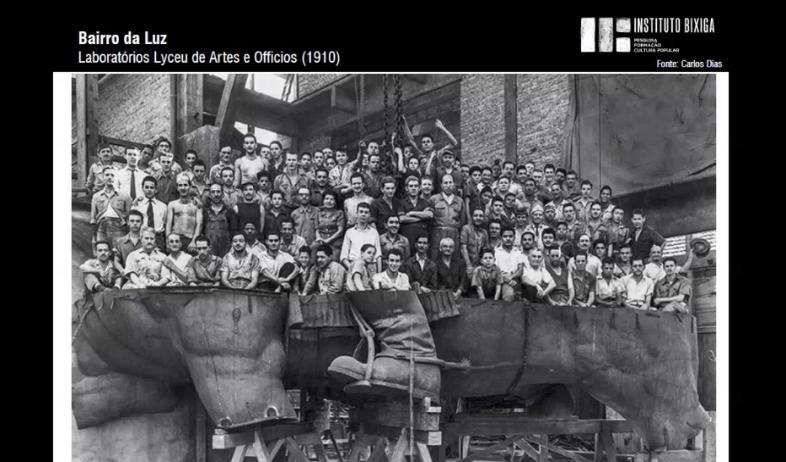 Bairro da Luz
Laboratórios Lyceu de Artes e Officios (1910)
INSTITUTO BIXIGA
PESQUISA
FORMAÇÃO
CULTURA POPULAR
Fonte: Carlos Dias